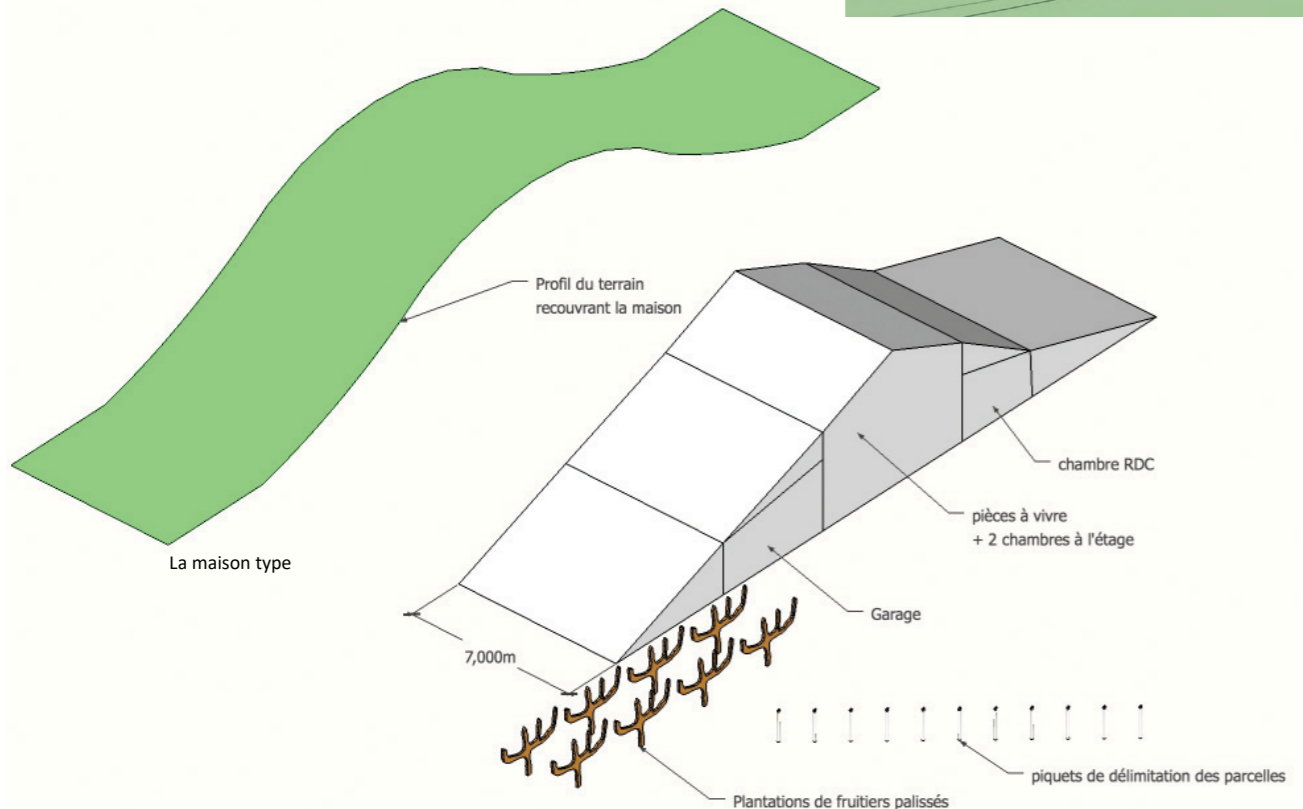 Profil du terrain
recouvrant la maison
La maison type
chambre RDC
pièces à vivre
+ 2 chambres à l'étage
Garage
7,000m
piquets de délimitation des parcelles
Plantations de fruitiers palissés